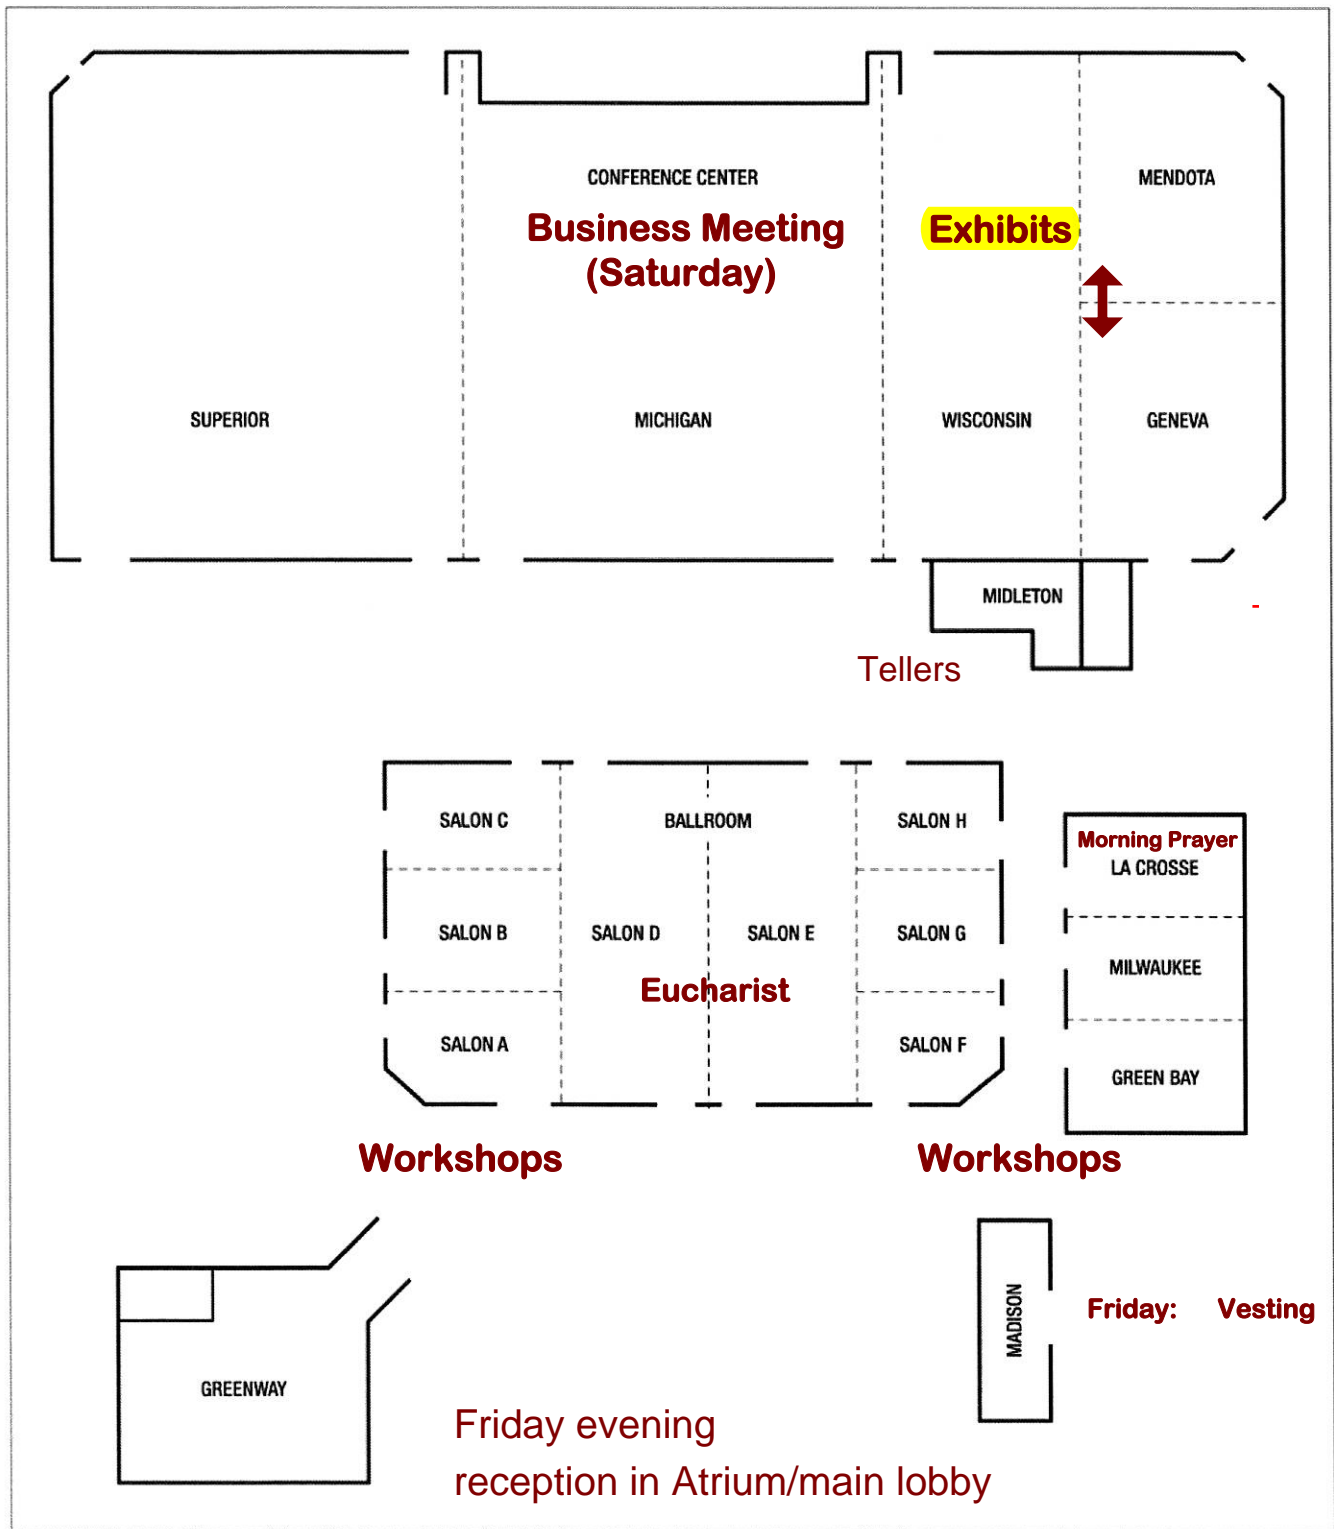 CONFERENCE CENTER
MENDOTA
Business Meeting
(Saturday)
Exhibits
SUPERIOR
MICHIGAN
WISCONSIN
GENEVA
MIDLETON
-
Tellers
SALON C
BALLROOM
SALON H
Morning Prayer
LA CROSSE
SALON B
SALON D
SALON E
SALON G
MILWAUKEE
Eucharist
SALON A
SALON F
GREEN BAY
Workshops
Workshops
MADISON
Friday: Vesting
GREENWAY
Friday evening
reception in Atrium/main lobby